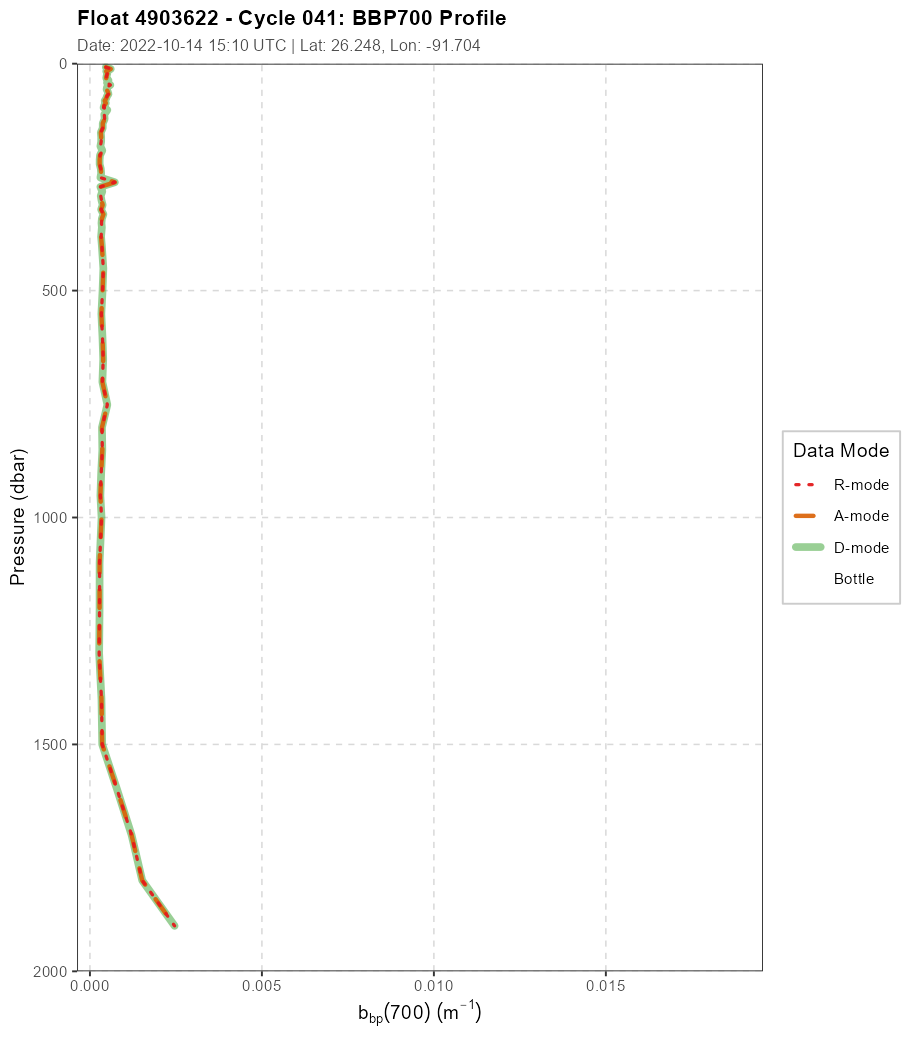 Float 4903622 - Cycle 041: BBP700 Profile
Date: 2022-10-14 15:10 UTC | Lat: 26.248, Lon: -91.704
0
500
1000
1500
2000
Pressure (dbar)
0.000 0.005 0.010 0.015
b_bp(700) (m⁻¹)
Data Mode
R-mode
A-mode
D-mode
Bottle